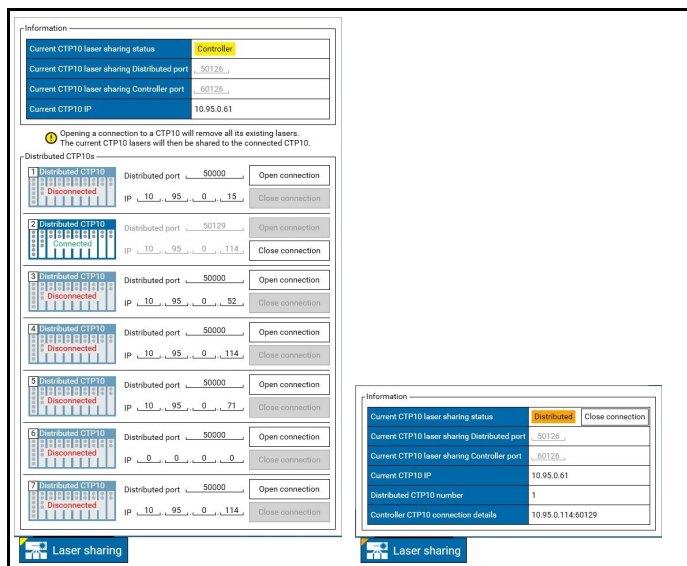 Information
Current CTP10 laser sharing status Controller
Current CTP10 laser sharing Distributed port 50126
Current CTP10 laser sharing Controller port 60126
Current CTP10 IP 10.95.0.61
Opening a connection to a CTP10 will remove all its existing lasers.
The current CTP10 lasers will then be shared to the connected CTP10.
Distributed CTP10s
1 Distributed CTP10 Disconnected
Distributed port 50000 Open connection
IP 10 . 95 . 0 . 15 Close connection
2 Distributed CTP10 Connected
Distributed port 50129 Open connection
IP 10 . 95 . 0 . 114 Close connection
3 Distributed CTP10 Disconnected
Distributed port 50000 Open connection
IP 10 . 95 . 0 . 52 Close connection
4 Distributed CTP10 Disconnected
Distributed port 50000 Open connection
IP 10 . 95 . 0 . 114 Close connection
5 Distributed CTP10 Disconnected
Distributed port 50000 Open connection
IP 10 . 95 . 0 . 71 Close connection
6 Distributed CTP10 Disconnected
Distributed port 50000 Open connection
IP 0 . 0 . 0 . 0 Close connection
7 Distributed CTP10 Disconnected
Distributed port 50000 Open connection
IP 10 . 95 . 0 . 114 Close connection
Laser sharing
Information
Current CTP10 laser sharing status Distributed Close connection
Current CTP10 laser sharing Distributed port 50126
Current CTP10 laser sharing Controller port 60126
Current CTP10 IP 10.95.0.61
Distributed CTP10 number 1
Controller CTP10 connection details 10.95.0.114:60129
Laser sharing